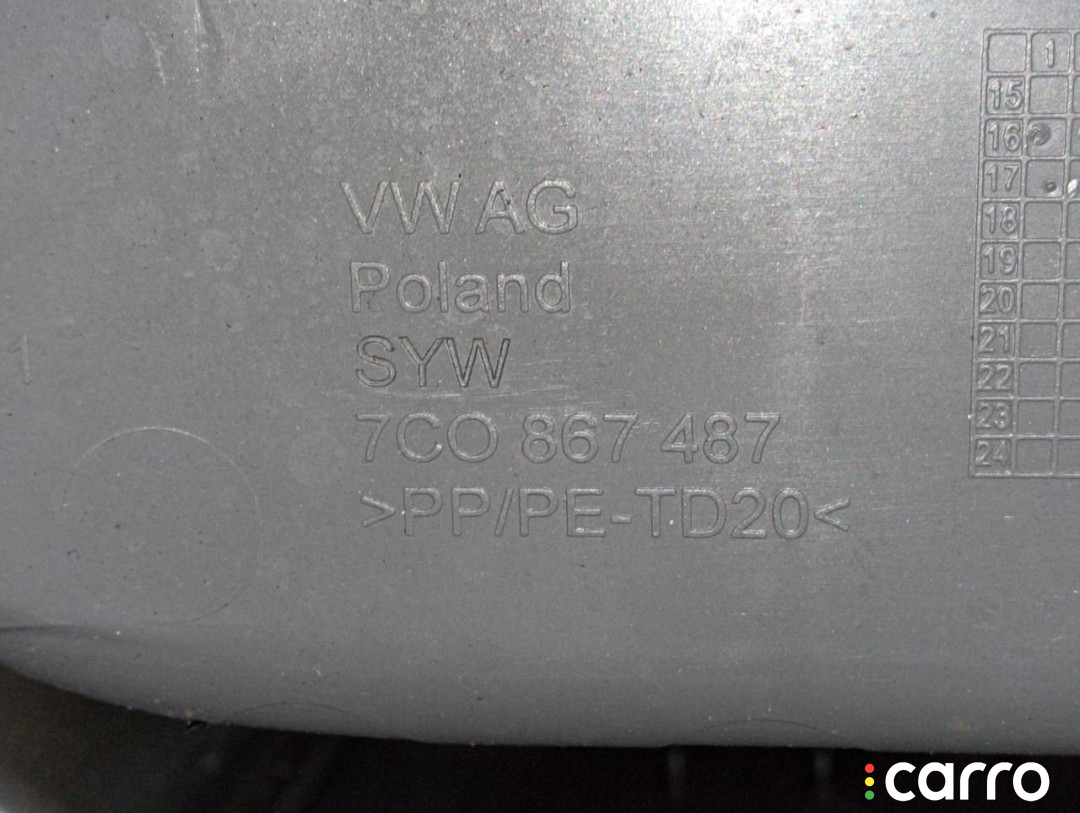 VW AG
Poland
SYW
7C0 867 487
>PP/PE-TD20<
1
15
16
17
18
19
20
21
22
23
24
carro